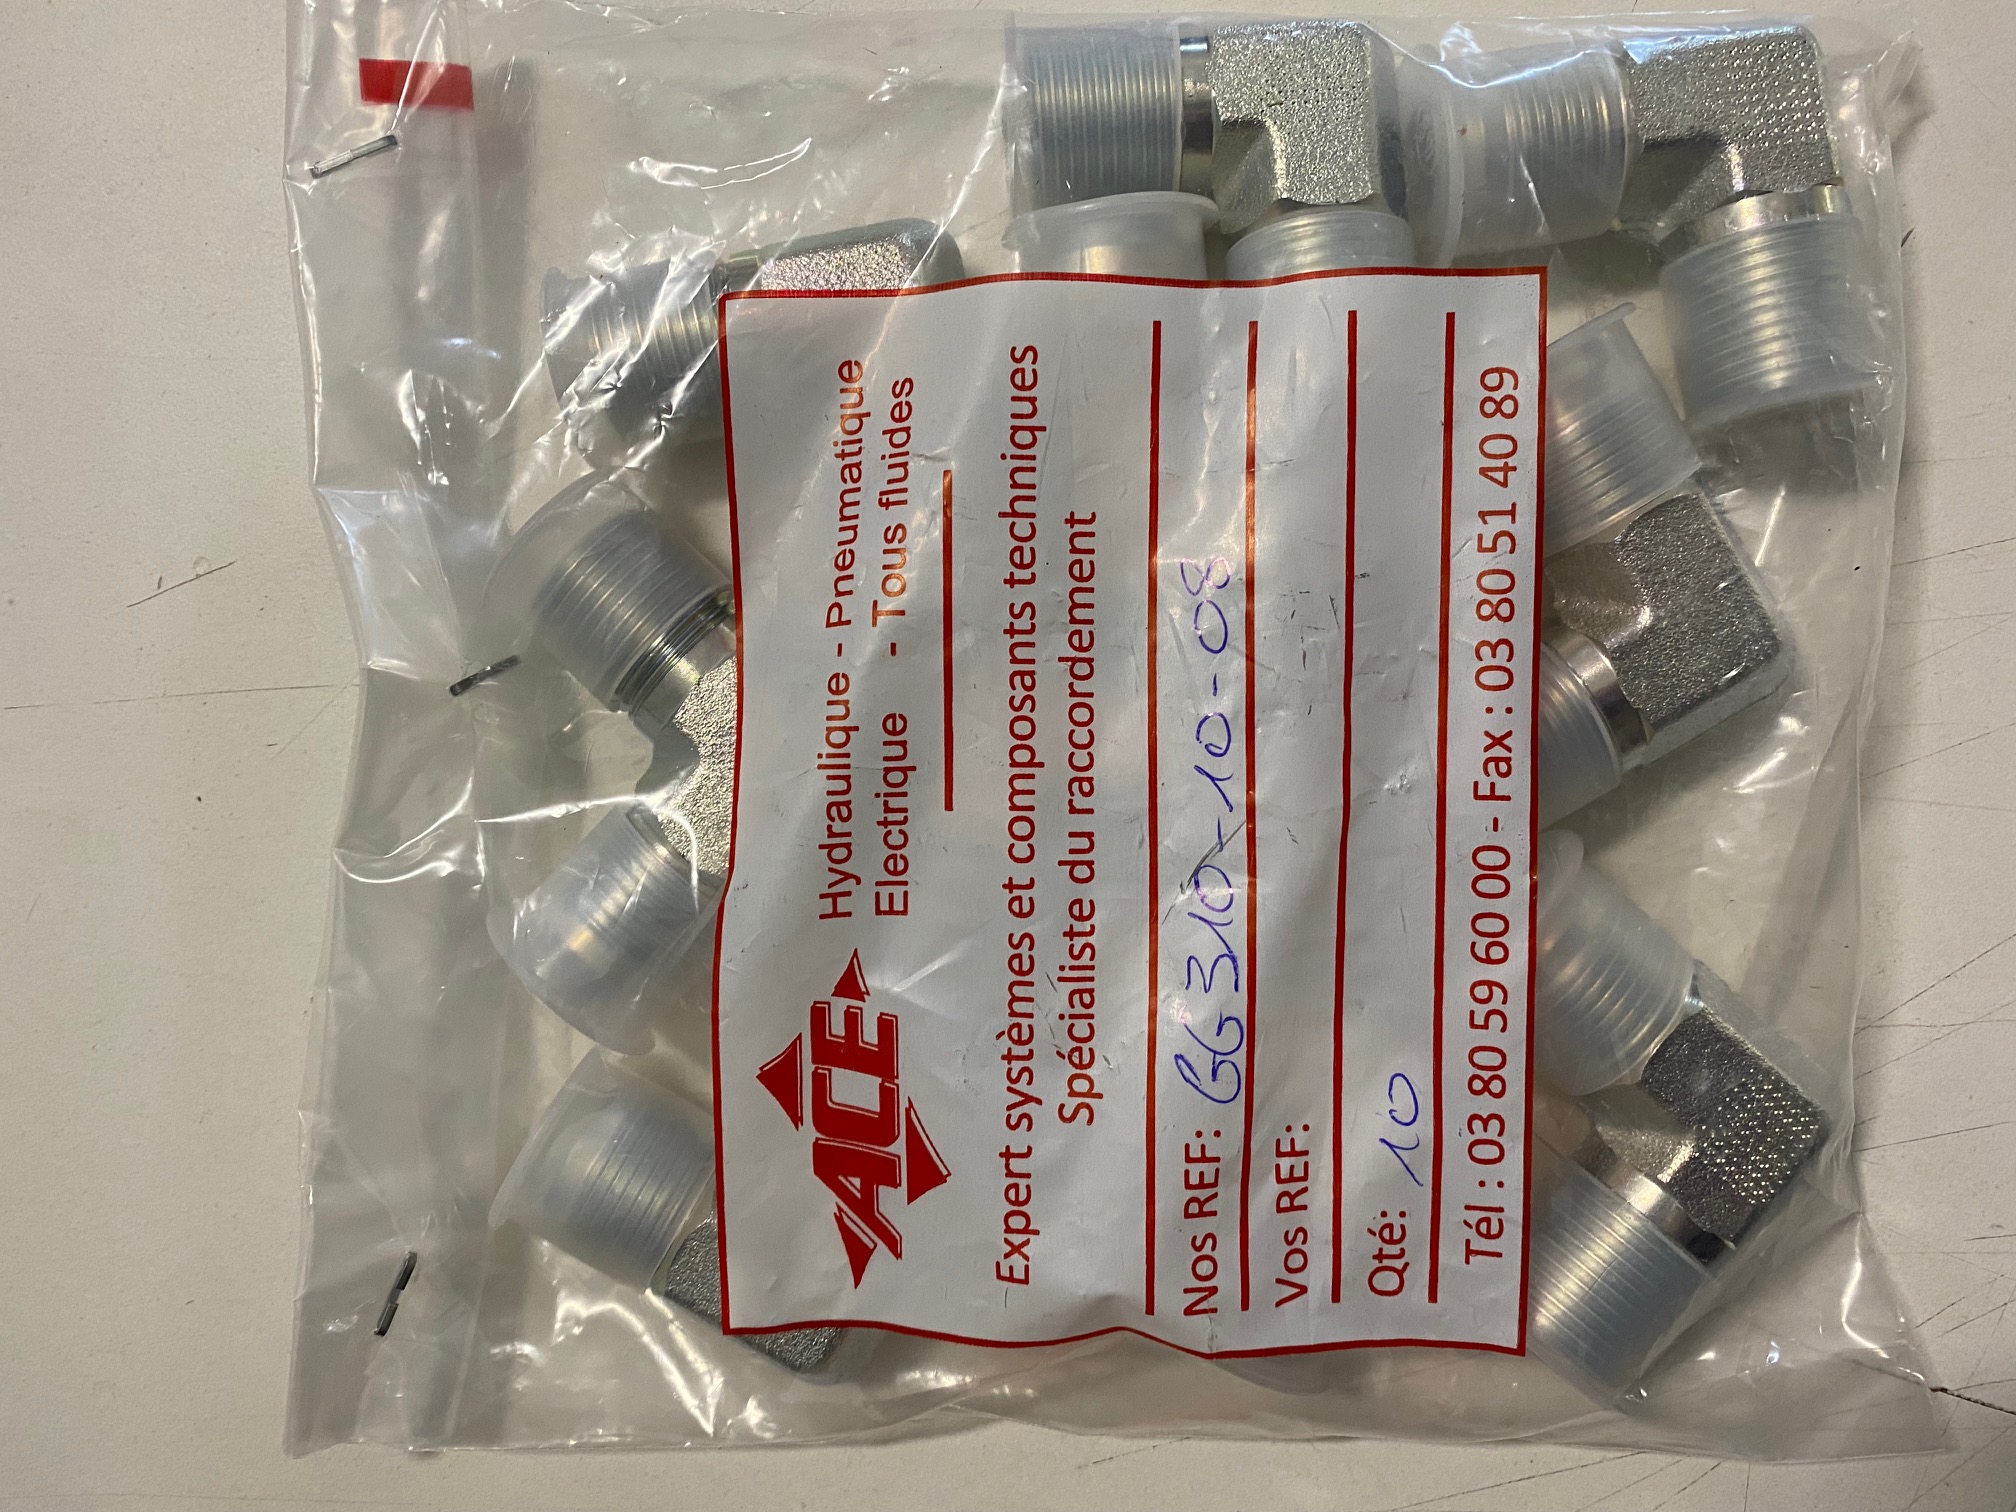 ACE
Hydraulique - Pneumatique
Electrique - Tous fluides
Expert systèmes et composants techniques
Spécialiste du raccordement
Nos REF: GG310-10-08
Vos REF:
Qté: 10
Tél : 03 80 59 60 00 - Fax : 03 80 51 40 89